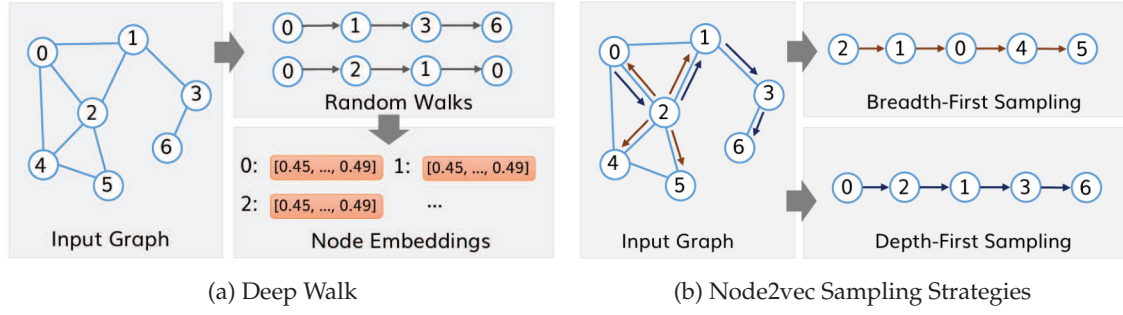 0
1
2
3
4
5
6
Input Graph
0 1 3 6
0 2 1 0
Random Walks
0: [0.45, ..., 0.49] 1: [0.45, ..., 0.49]
2: [0.45, ..., 0.49] ...
Node Embeddings
(a) Deep Walk
0
1
2
3
4
5
6
Input Graph
2 1 0 4 5
Breadth-First Sampling
0 2 1 3 6
Depth-First Sampling
(b) Node2vec Sampling Strategies